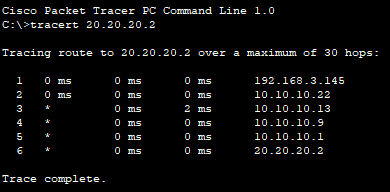 Cisco Packet Tracer PC Command Line 1.0
C:\>tracert 20.20.20.2
Tracing route to 20.20.20.2 over a maximum of 30 hops:
1 0 ms 0 ms 0 ms 192.168.3.145
2 0 ms 0 ms 0 ms 10.10.10.22
3 * 0 ms 2 ms 10.10.10.13
4 * 0 ms 0 ms 10.10.10.9
5 * 0 ms 0 ms 10.10.10.1
6 * 0 ms 0 ms 20.20.20.2
Trace complete.